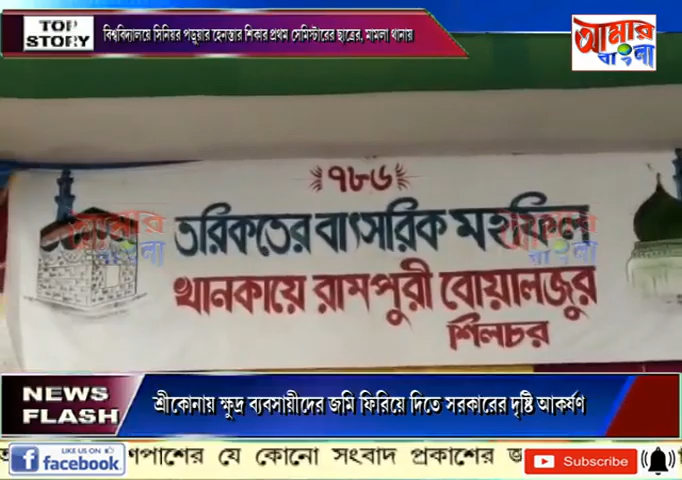 TOP STORY
বিশ্ববিদ্যালয়ে সিনিয়র পড়ুয়ার হেনস্তার শিকার প্রথম সেমিস্টারের ছাত্রের, মামলা থানায়
আমার
বাংলা
৭৮৬
তরিকতের বাৎসরিক মহফিল
খানকায়ে রামপুরী বোয়ালজুর
শিলচর
NEWS FLASH
শ্রীকোনায় ক্ষুদ্র ব্যবসায়ীদের জমি ফিরিয়ে দিতে সরকারের দৃষ্টি আকর্ষণ
LIKE US ON
facebook.
শপাশের যে কোনো সংবাদ প্রকাশের
Subscribe